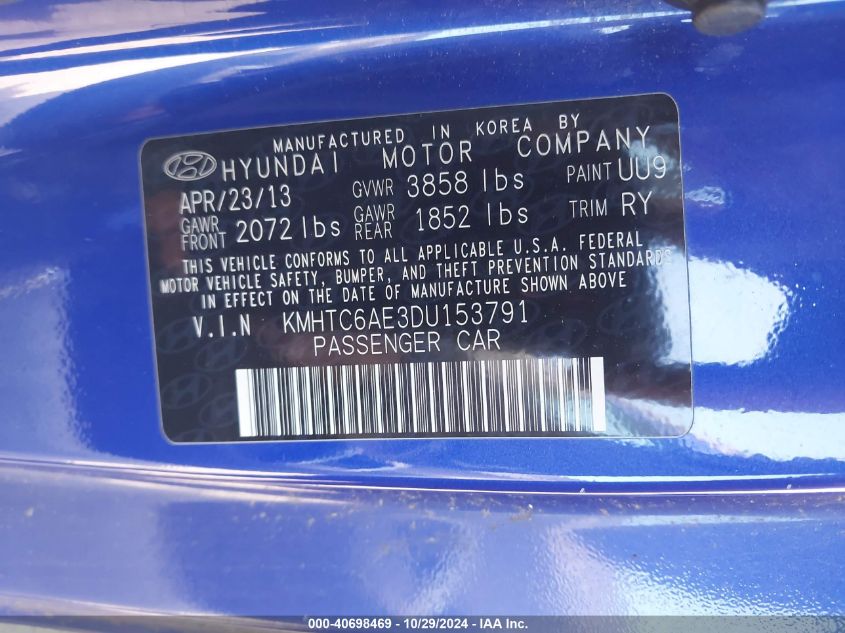 MANUFACTURED IN KOREA BY
HYUNDAI MOTOR COMPANY
APR/23/13 GVWR 3858 lbs PAINT UU9
GAWR FRONT 2072 lbs GAWR REAR 1852 lbs TRIM RY
THIS VEHICLE CONFORMS TO ALL APPLICABLE U.S.A. FEDERAL
MOTOR VEHICLE SAFETY, BUMPER, AND THEFT PREVENTION STANDARDS
IN EFFECT ON THE DATE OF MANUFACTURE SHOWN ABOVE
V.I.N KMHTC6AE3DU153791
PASSENGER CAR
000-40698469 - 10/29/2024 - IAA Inc.